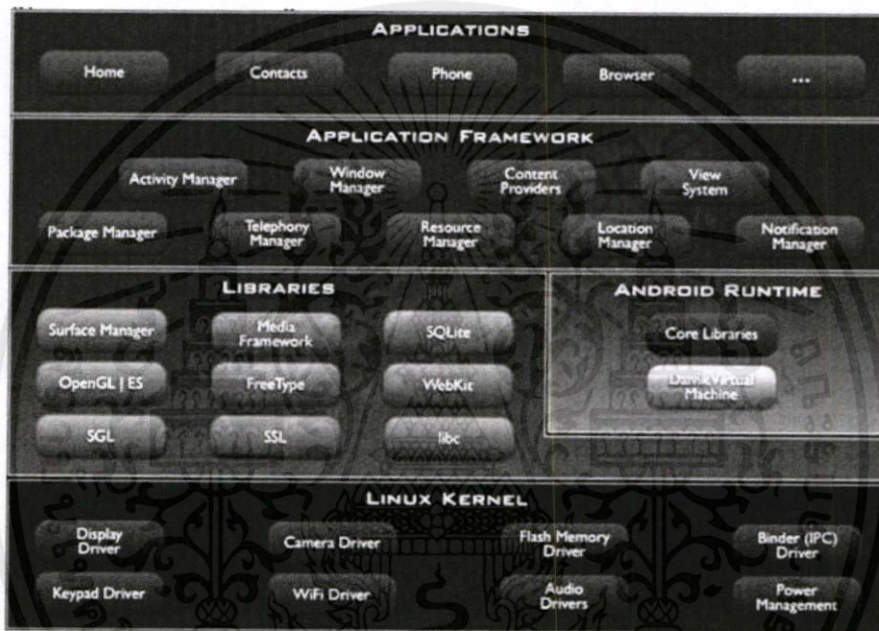 APPLICATIONS
Home
Contacts
Phone
Browser
...
APPLICATION FRAMEWORK
Activity Manager
Window
Manager
Content
Providers
View
System
Package Manager
Telephony
Manager
Resource
Manager
Location
Manager
Notification
Manager
LIBRARIES
Surface Manager
Media
Framework
SQLite
OpenGL | ES
FreeType
WebKit
SGL
SSL
libc
ANDROID RUNTIME
Core Libraries
Dalvik Virtual
Machine
LINUX KERNEL
Display
Driver
Camera Driver
Flash Memory
Driver
Binder (IPC)
Driver
Keypad Driver
WiFi Driver
Audio
Drivers
Power
Management